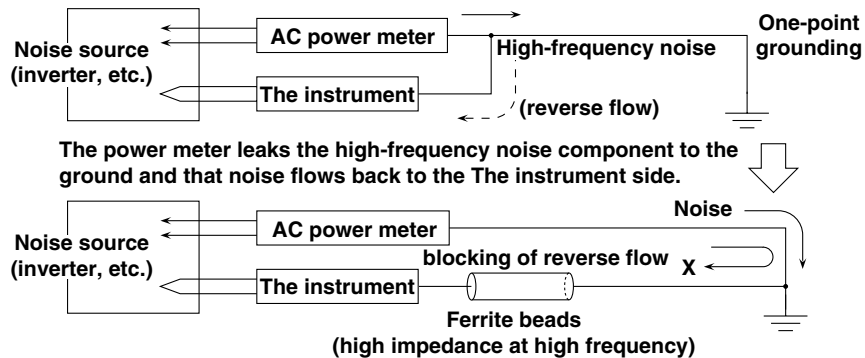 Noise source
(inverter, etc.)
AC power meter
The instrument
High-frequency noise
(reverse flow)
One-point
grounding
The power meter leaks the high-frequency noise component to the
ground and that noise flows back to the The instrument side.
Noise source
(inverter, etc.)
AC power meter
The instrument
Noise
blocking of reverse flow
X
Ferrite beads
(high impedance at high frequency)